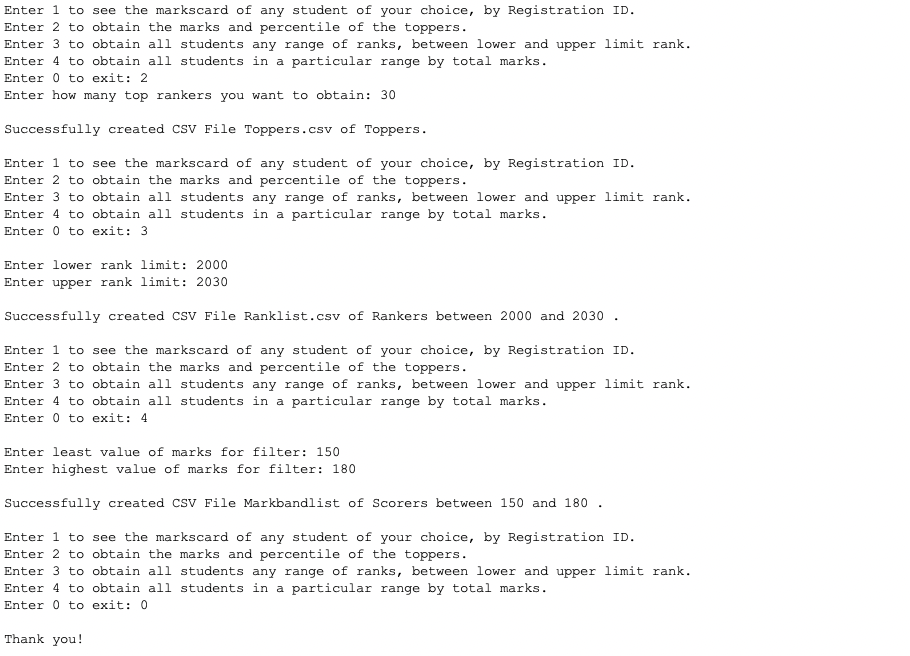 Enter 1 to see the markscard of any student of your choice, by Registration ID.
Enter 2 to obtain the marks and percentile of the toppers.
Enter 3 to obtain all students any range of ranks, between lower and upper limit rank.
Enter 4 to obtain all students in a particular range by total marks.
Enter 0 to exit: 2
Enter how many top rankers you want to obtain: 30
Successfully created CSV File Toppers.csv of Toppers.
Enter 1 to see the markscard of any student of your choice, by Registration ID.
Enter 2 to obtain the marks and percentile of the toppers.
Enter 3 to obtain all students any range of ranks, between lower and upper limit rank.
Enter 4 to obtain all students in a particular range by total marks.
Enter 0 to exit: 3
Enter lower rank limit: 2000
Enter upper rank limit: 2030
Successfully created CSV File Ranklist.csv of Rankers between 2000 and 2030 .
Enter 1 to see the markscard of any student of your choice, by Registration ID.
Enter 2 to obtain the marks and percentile of the toppers.
Enter 3 to obtain all students any range of ranks, between lower and upper limit rank.
Enter 4 to obtain all students in a particular range by total marks.
Enter 0 to exit: 4
Enter least value of marks for filter: 150
Enter highest value of marks for filter: 180
Successfully created CSV File Markbandlist of Scorers between 150 and 180 .
Enter 1 to see the markscard of any student of your choice, by Registration ID.
Enter 2 to obtain the marks and percentile of the toppers.
Enter 3 to obtain all students any range of ranks, between lower and upper limit rank.
Enter 4 to obtain all students in a particular range by total marks.
Enter 0 to exit: 0
Thank you!